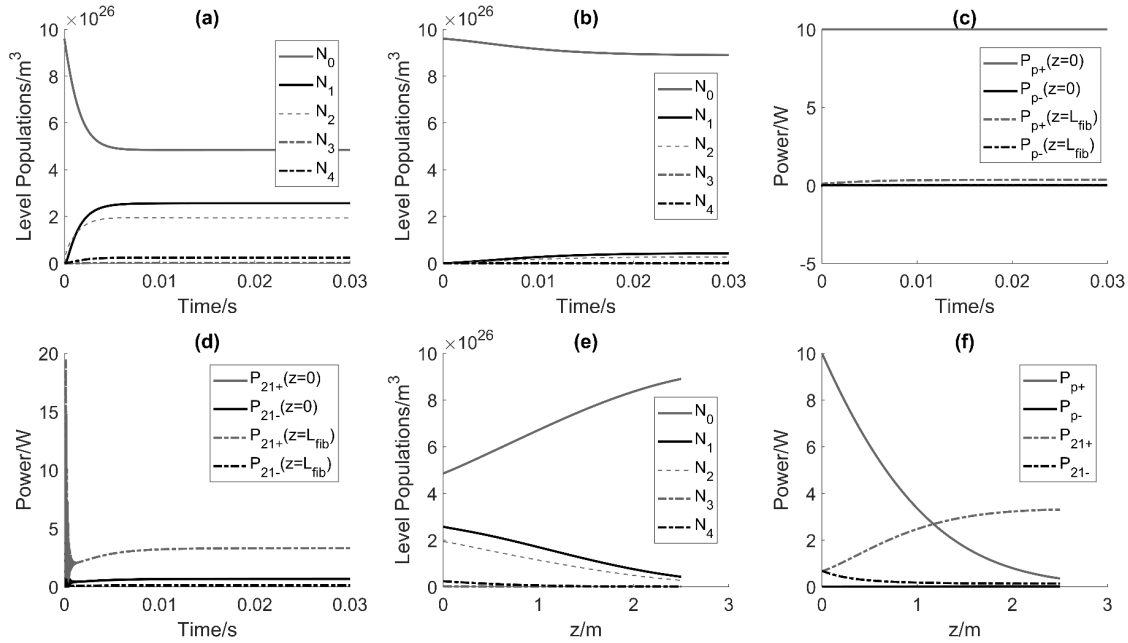 (a)
× 10^26
Level Populations/m^3
10
8
6
4
2
0
0
0.01
0.02
0.03
Time/s
N_0
N_1
N_2
N_3
N_4
(b)
× 10^26
Level Populations/m^3
10
8
6
4
2
0
0
0.01
0.02
0.03
Time/s
N_0
N_1
N_2
N_3
N_4
(c)
Power/W
10
5
0
-5
0
0.01
0.02
0.03
Time/s
P_p+(z=0)
P_p-(z=0)
P_p+(z=L_fib)
P_p-(z=L_fib)
(d)
Power/W
20
15
10
5
0
0
0.01
0.02
0.03
Time/s
P_21+(z=0)
P_21-(z=0)
P_21+(z=L_fib)
P_21-(z=L_fib)
(e)
× 10^26
Level Populations/m^3
10
8
6
4
2
0
0
1
2
3
z/m
N_0
N_1
N_2
N_3
N_4
(f)
Power/W
10
8
6
4
2
0
0
1
2
3
z/m
P_p+
P_p-
P_21+
P_21-